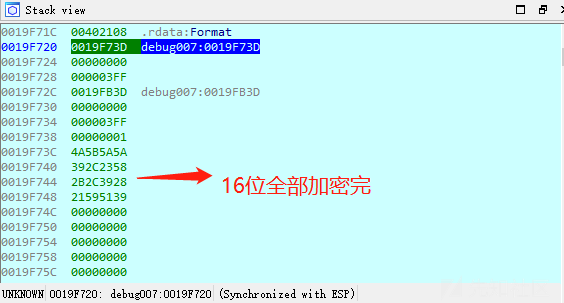 Stack view
0019F71C 00402108 .rdata:Format
0019F720 0019F73D debug007:0019F73D
0019F724 00000000
0019F728 000003FF
0019F72C 0019FB3D debug007:0019FB3D
0019F730 00000000
0019F734 000003FF
0019F738 00000001
0019F73C 4A5B5A5A
0019F740 392C2358
0019F744 2B2C3928
0019F748 21595139
0019F74C 00000000
0019F750 00000000
0019F754 00000000
0019F758 00000000
0019F75C 00000000
16位全部加密完
UNKNOWN 0019F720: debug007:0019F720 (Synchronized with ESP)